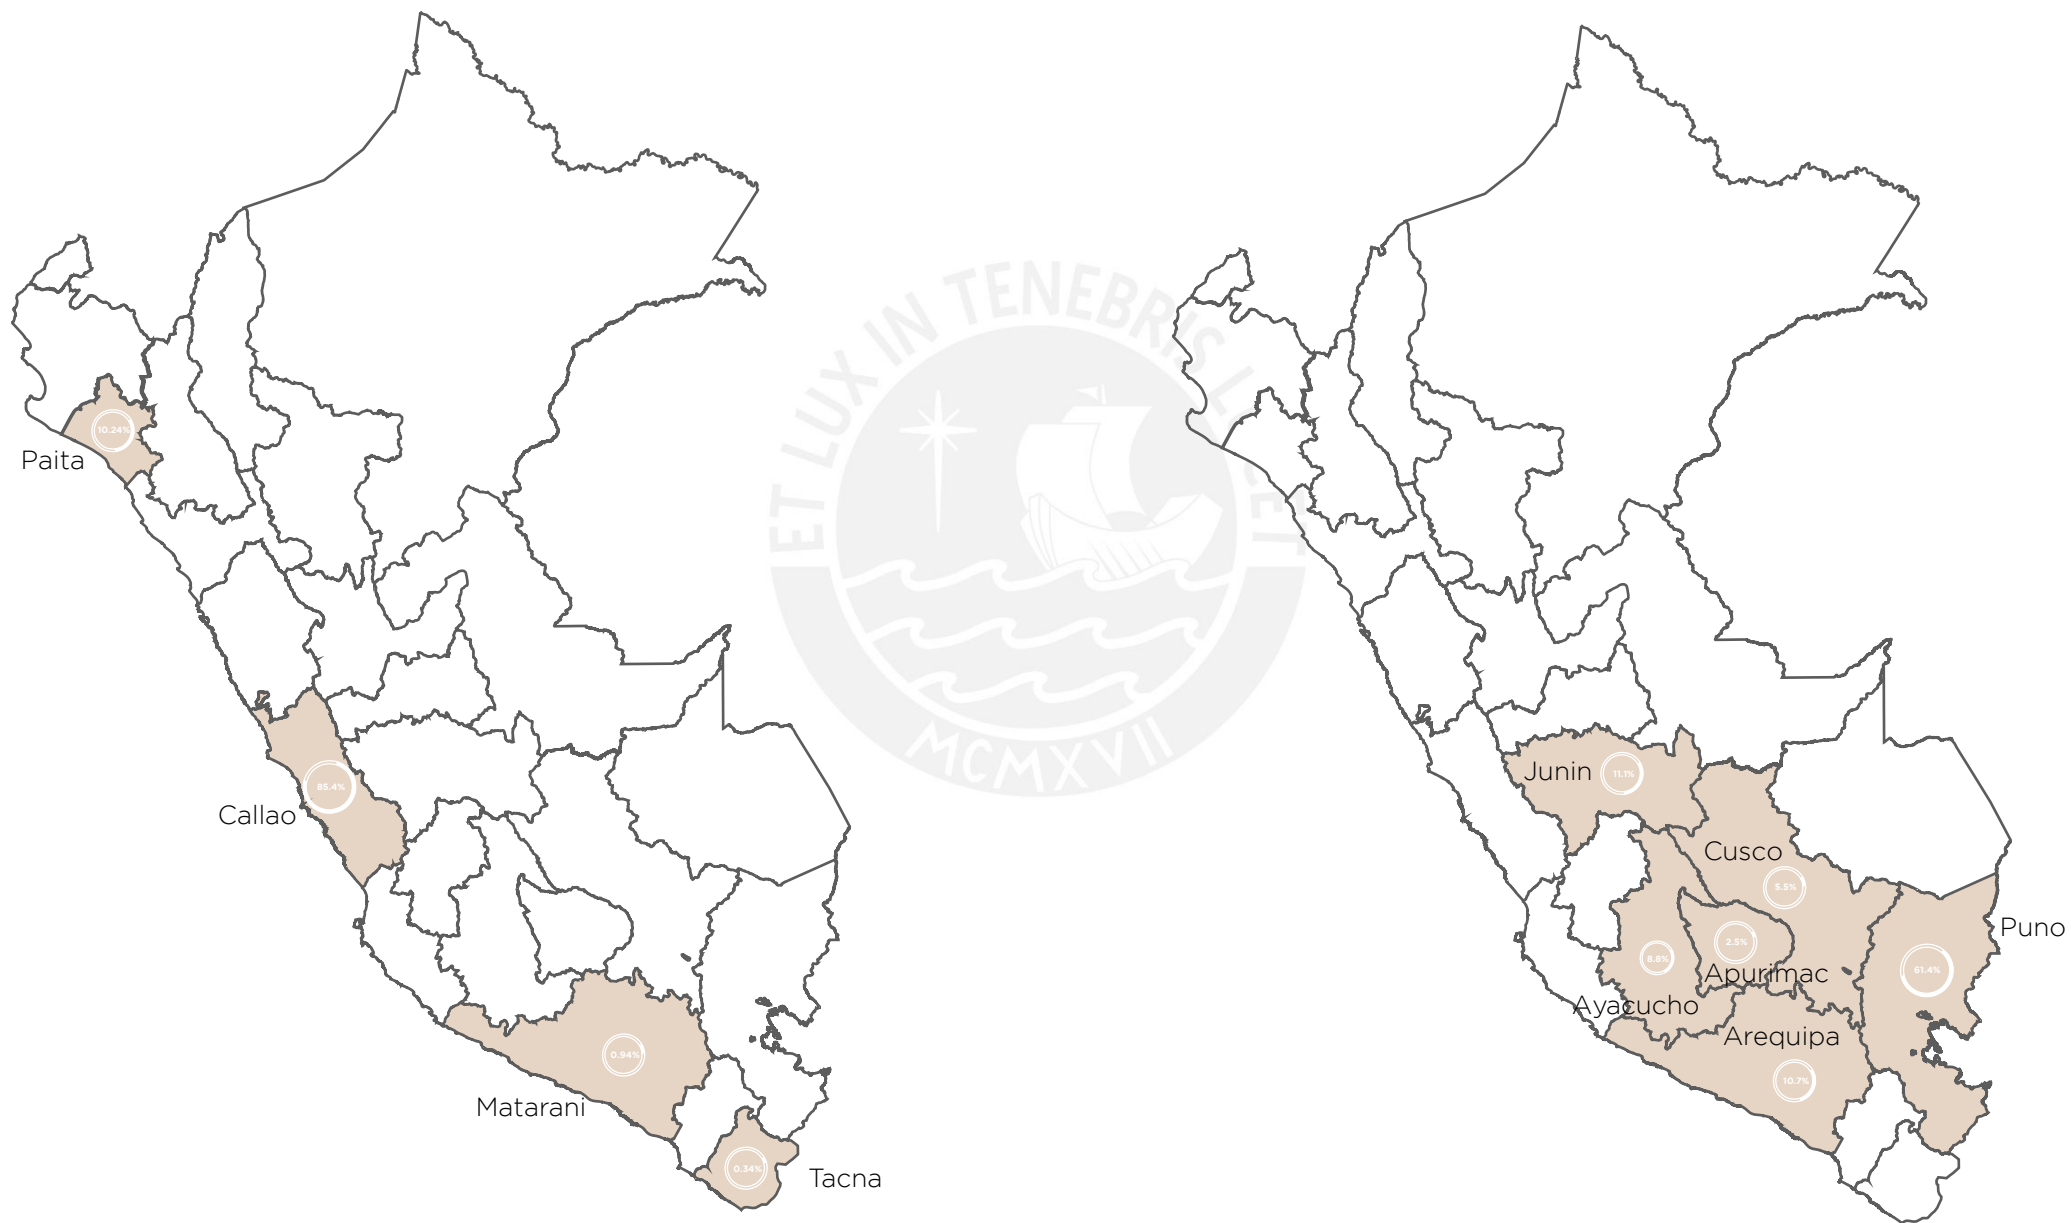 ET LUX IN TENEBRIS LUCET
MCMXVII
10.24%
Paita
85.4%
Callao
0.94%
Matarani
0.34%
Tacna
Junin
11.1%
Cusco
5.5%
Puno
61.4%
2.5%
Apurimac
8.8%
Ayacucho
Arequipa
10.7%